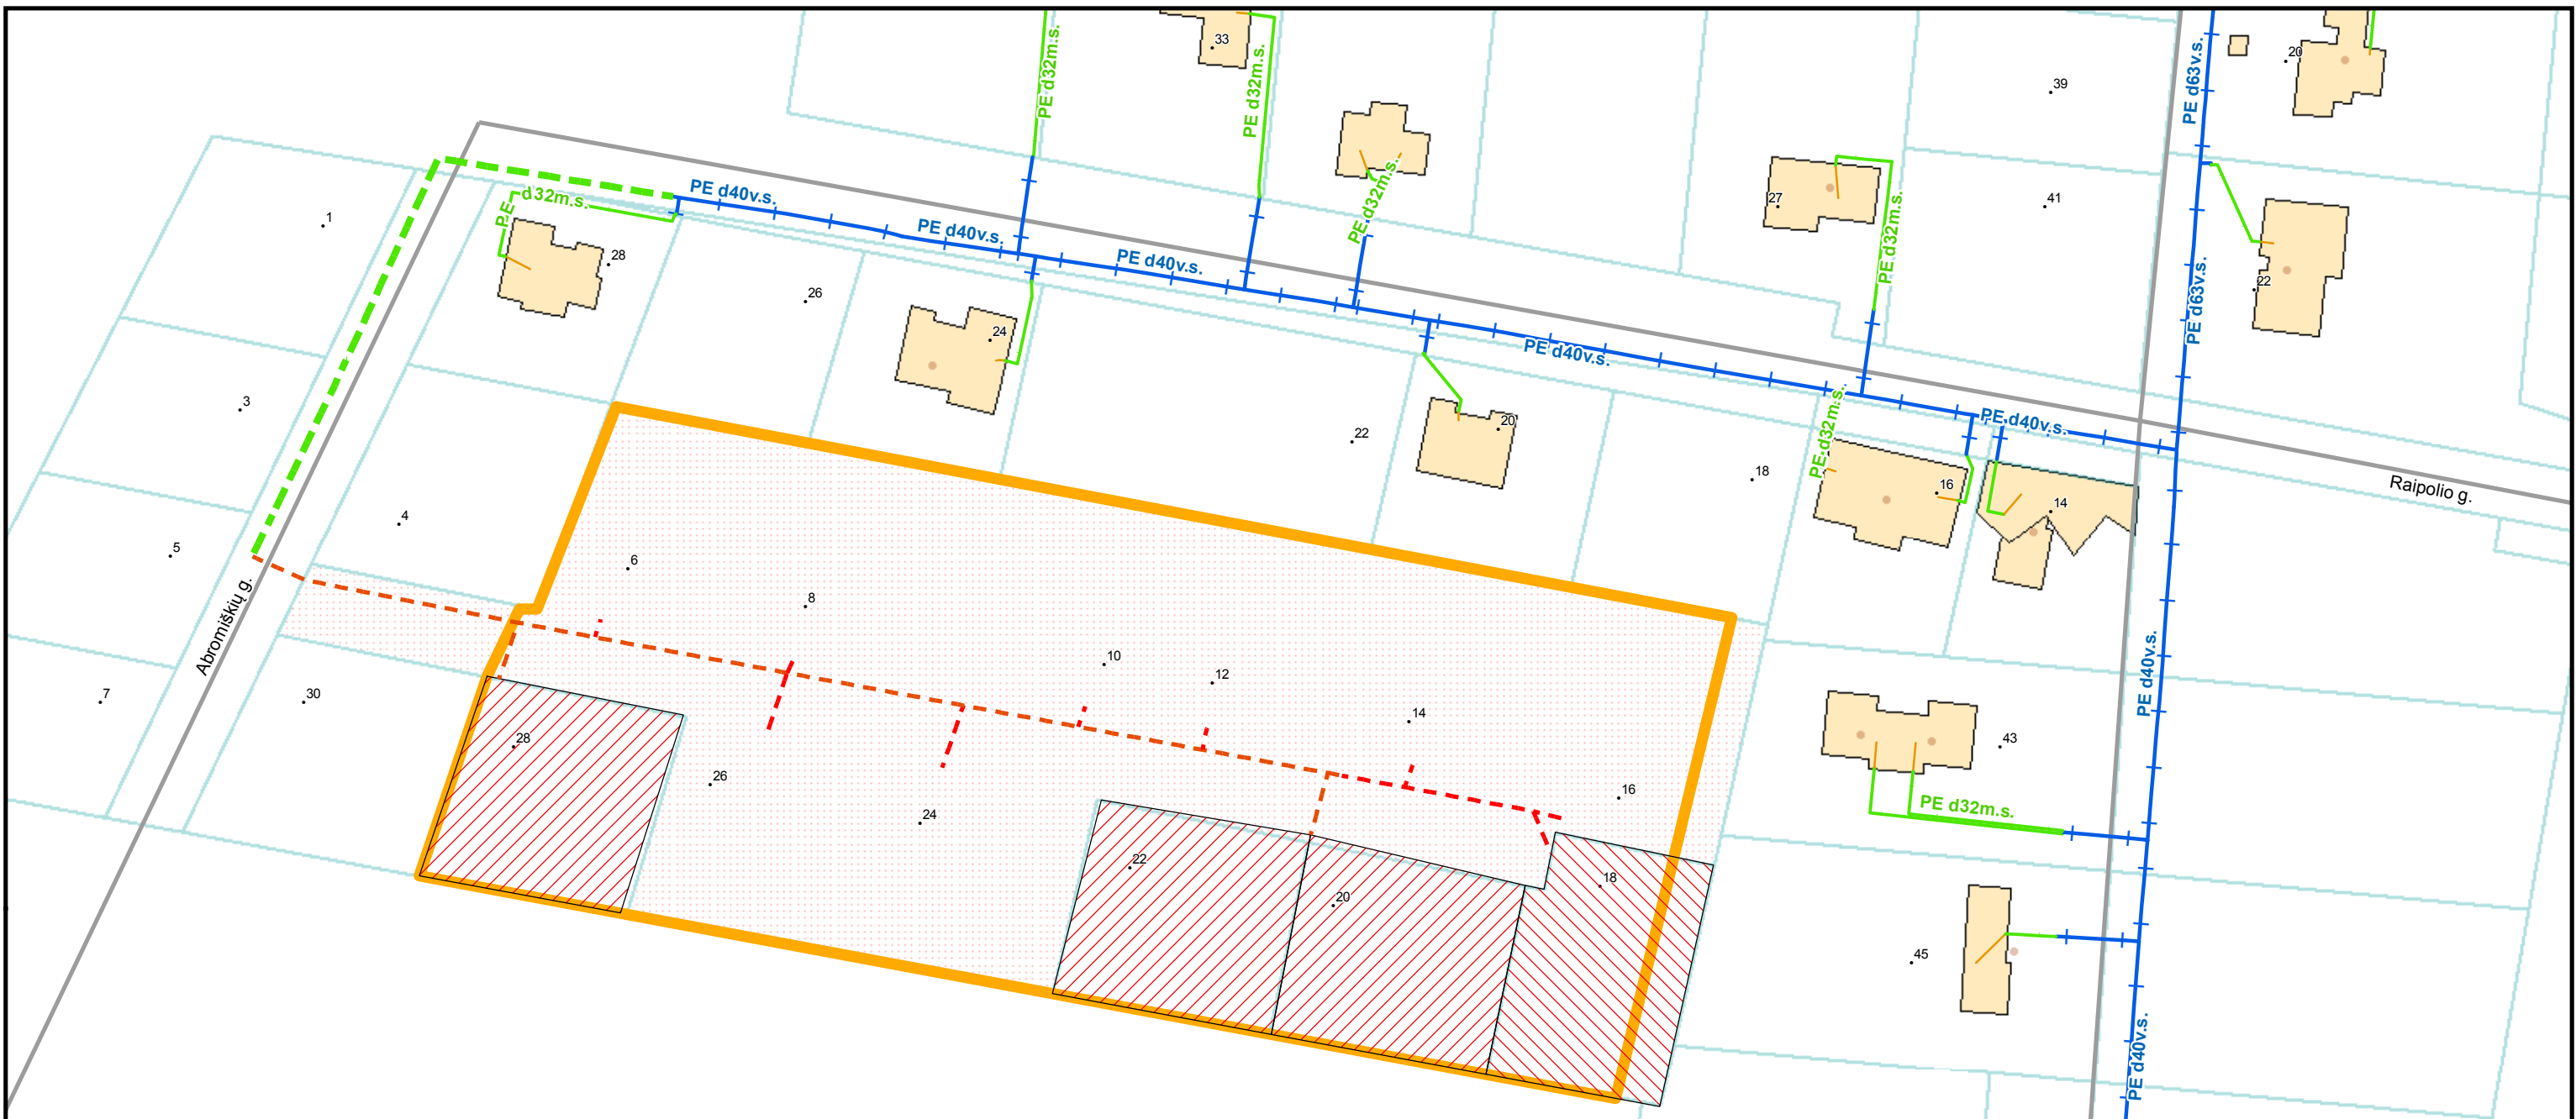 33
20
39
27
41
22
PE d32m.s.
PE d32m.s.
PE d32m.s.
PE d32m.s.
PE d63v.s.
PE d63v.s.
1
PE d32m.s.
28
PE d40v.s.
PE d40v.s.
PE d40v.s.
PE d40v.s.
PE d40v.s.
26
24
22
20
18
PE d32m.s.
16
14
Raipolio g.
3
4
5
6
8
10
12
14
16
Abromiškių g.
7
30
28
26
24
22
20
18
43
PE d32m.s.
45
PE d40v.s.
PE d40v.s.